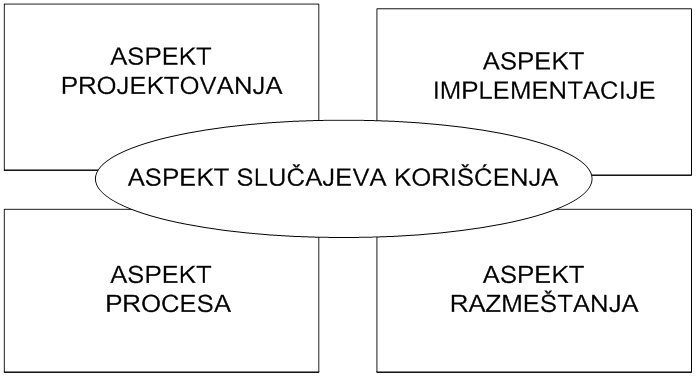 ASPEKT
PROJEKTOVANJA
ASPEKT
IMPLEMENTACIJE
ASPEKT SLUČAJEVA KORIŠĆENJA
ASPEKT
PROCESA
ASPEKT
RAZMEŠTANJA